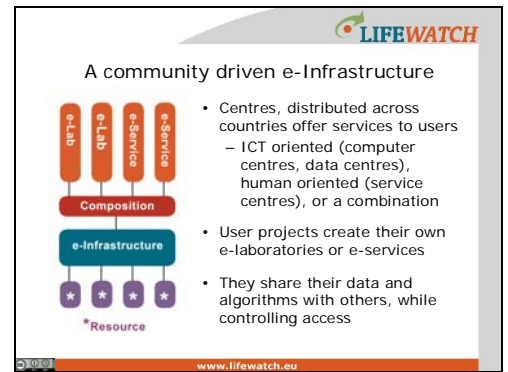 LIFEWATCH
A community driven e-Infrastructure
e-Lab
e-Lab
e-Service
e-Service
Composition
e-Infrastructure
* * * *
*Resource
• Centres, distributed across
countries offer services to users
– ICT oriented (computer
centres, data centres),
human oriented (service
centres), or a combination
• User projects create their own
e-laboratories or e-services
• They share their data and
algorithms with others, while
controlling access
www.lifewatch.eu